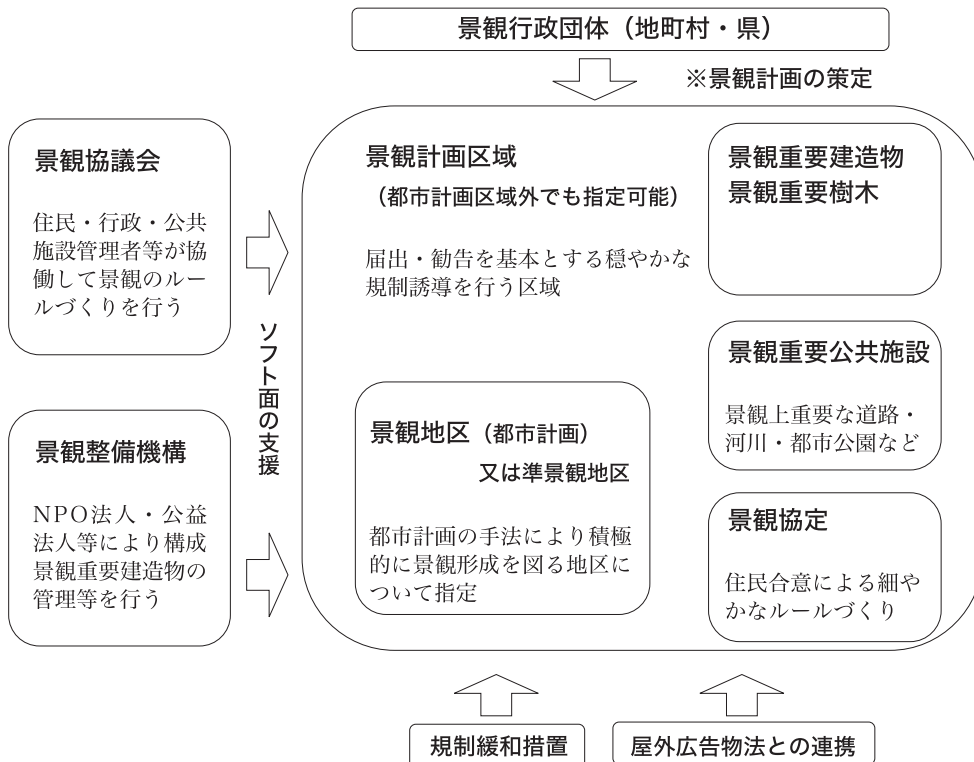 景観行政団体（地町村・県）
※景観計画の策定
景観協議会
住民・行政・公共
施設管理者等が協
働して景観のルー
ルづくりを行う
景観整備機構
NPO法人・公益
法人等により構成
景観重要建造物の
管理等を行う
ソフト面の支援
景観計画区域
（都市計画区域外でも指定可能）
届出・勧告を基本とする穏やかな
規制誘導を行う区域
景観地区（都市計画）
又は準景観地区
都市計画の手法により積極
的に景観形成を図る地区に
ついて指定
景観重要建造物
景観重要樹木
景観重要公共施設
景観上重要な道路・
河川・都市公園など
景観協定
住民合意による細や
かなルールづくり
規制緩和措置
屋外広告物法との連携